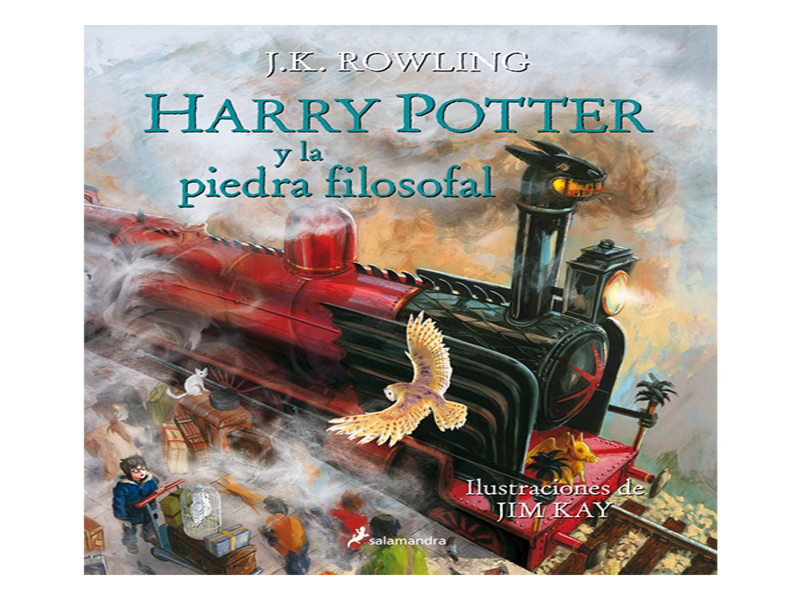 J.K. ROWLING
HARRY POTTER
y la
piedra filosofal
Ilustraciones de
JIM KAY
salamandra